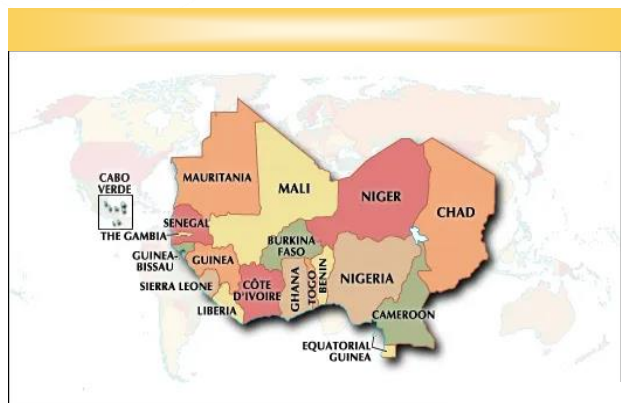 MAURITANIA
CABO
VERDE
MALI
NIGER
CHAD
SENEGAL
THE GAMBIA
BURKINA
FASO
GUINEA-
BISSAU
GUINEA
SIERRA LEONE
CÔTE
D'IVOIRE
GHANA
TOGO
BENIN
NIGERIA
LIBERIA
CAMEROON
EQUATORIAL
GUINEA